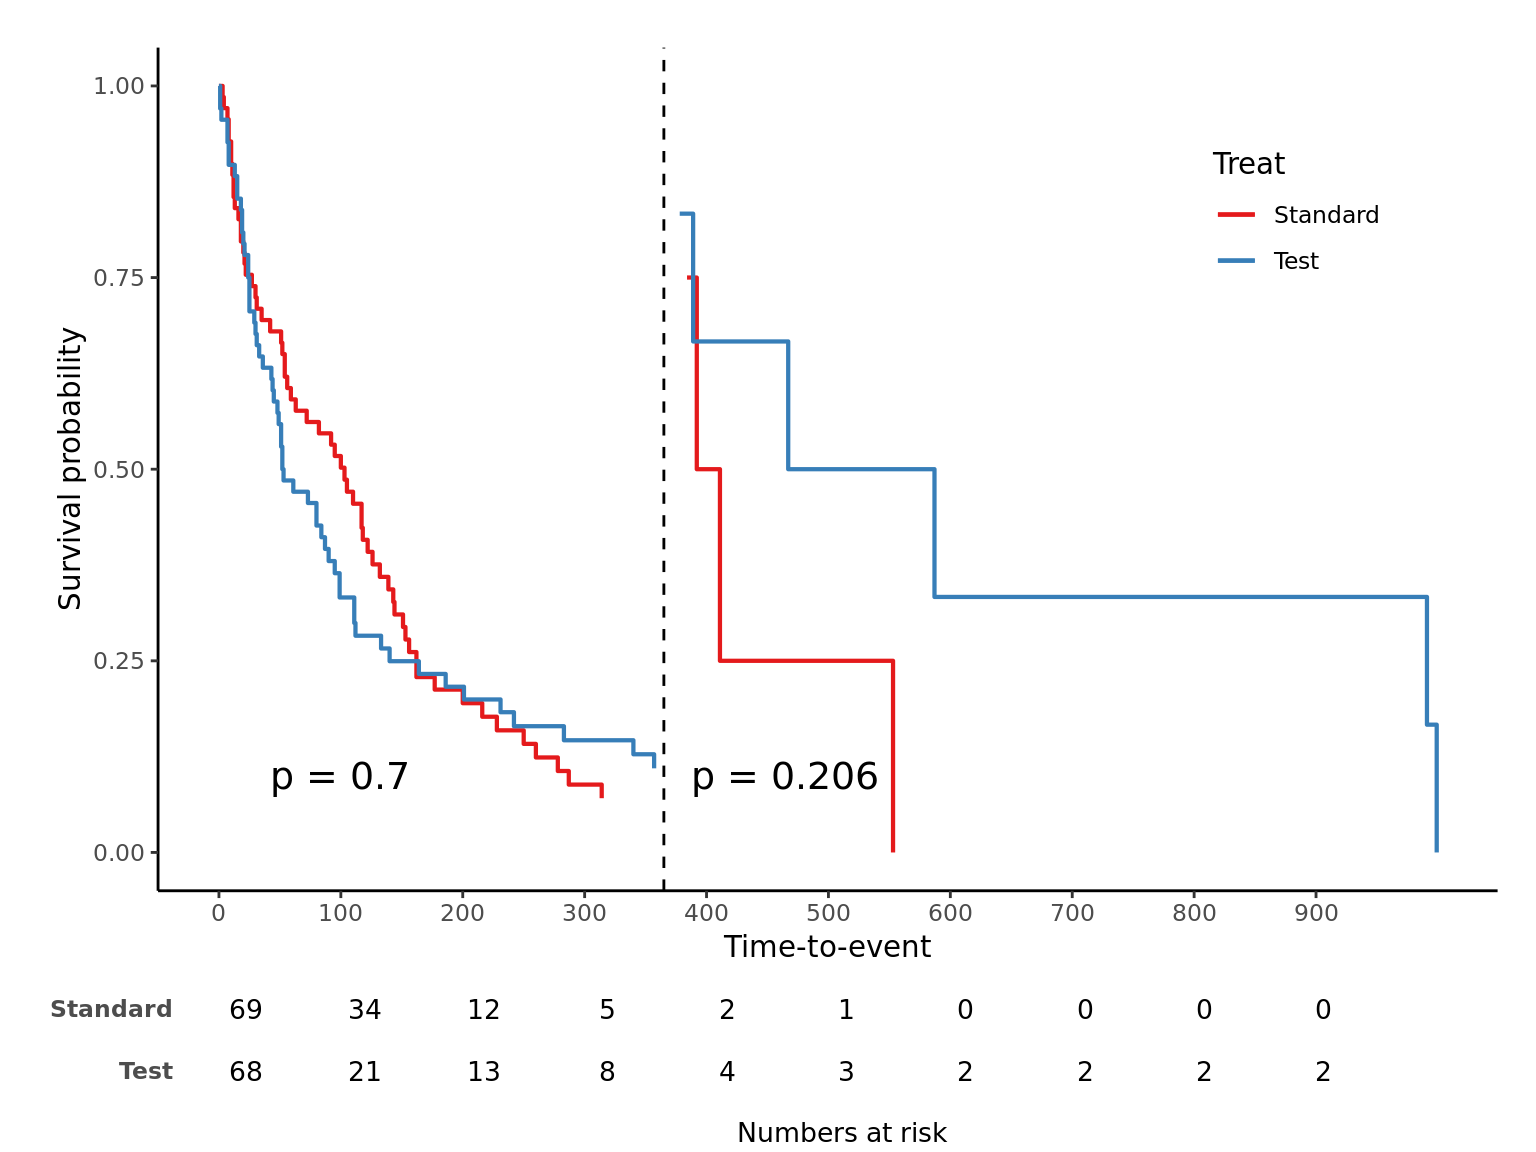 Treat
Standard
Test
Survival probability
1.00
0.75
0.50
0.25
0.00
p = 0.7
p = 0.206
0 100 200 300 400 500 600 700 800 900
Time-to-event
Standard 69 34 12 5 2 1 0 0 0 0
Test 68 21 13 8 4 3 2 2 2 2
Numbers at risk